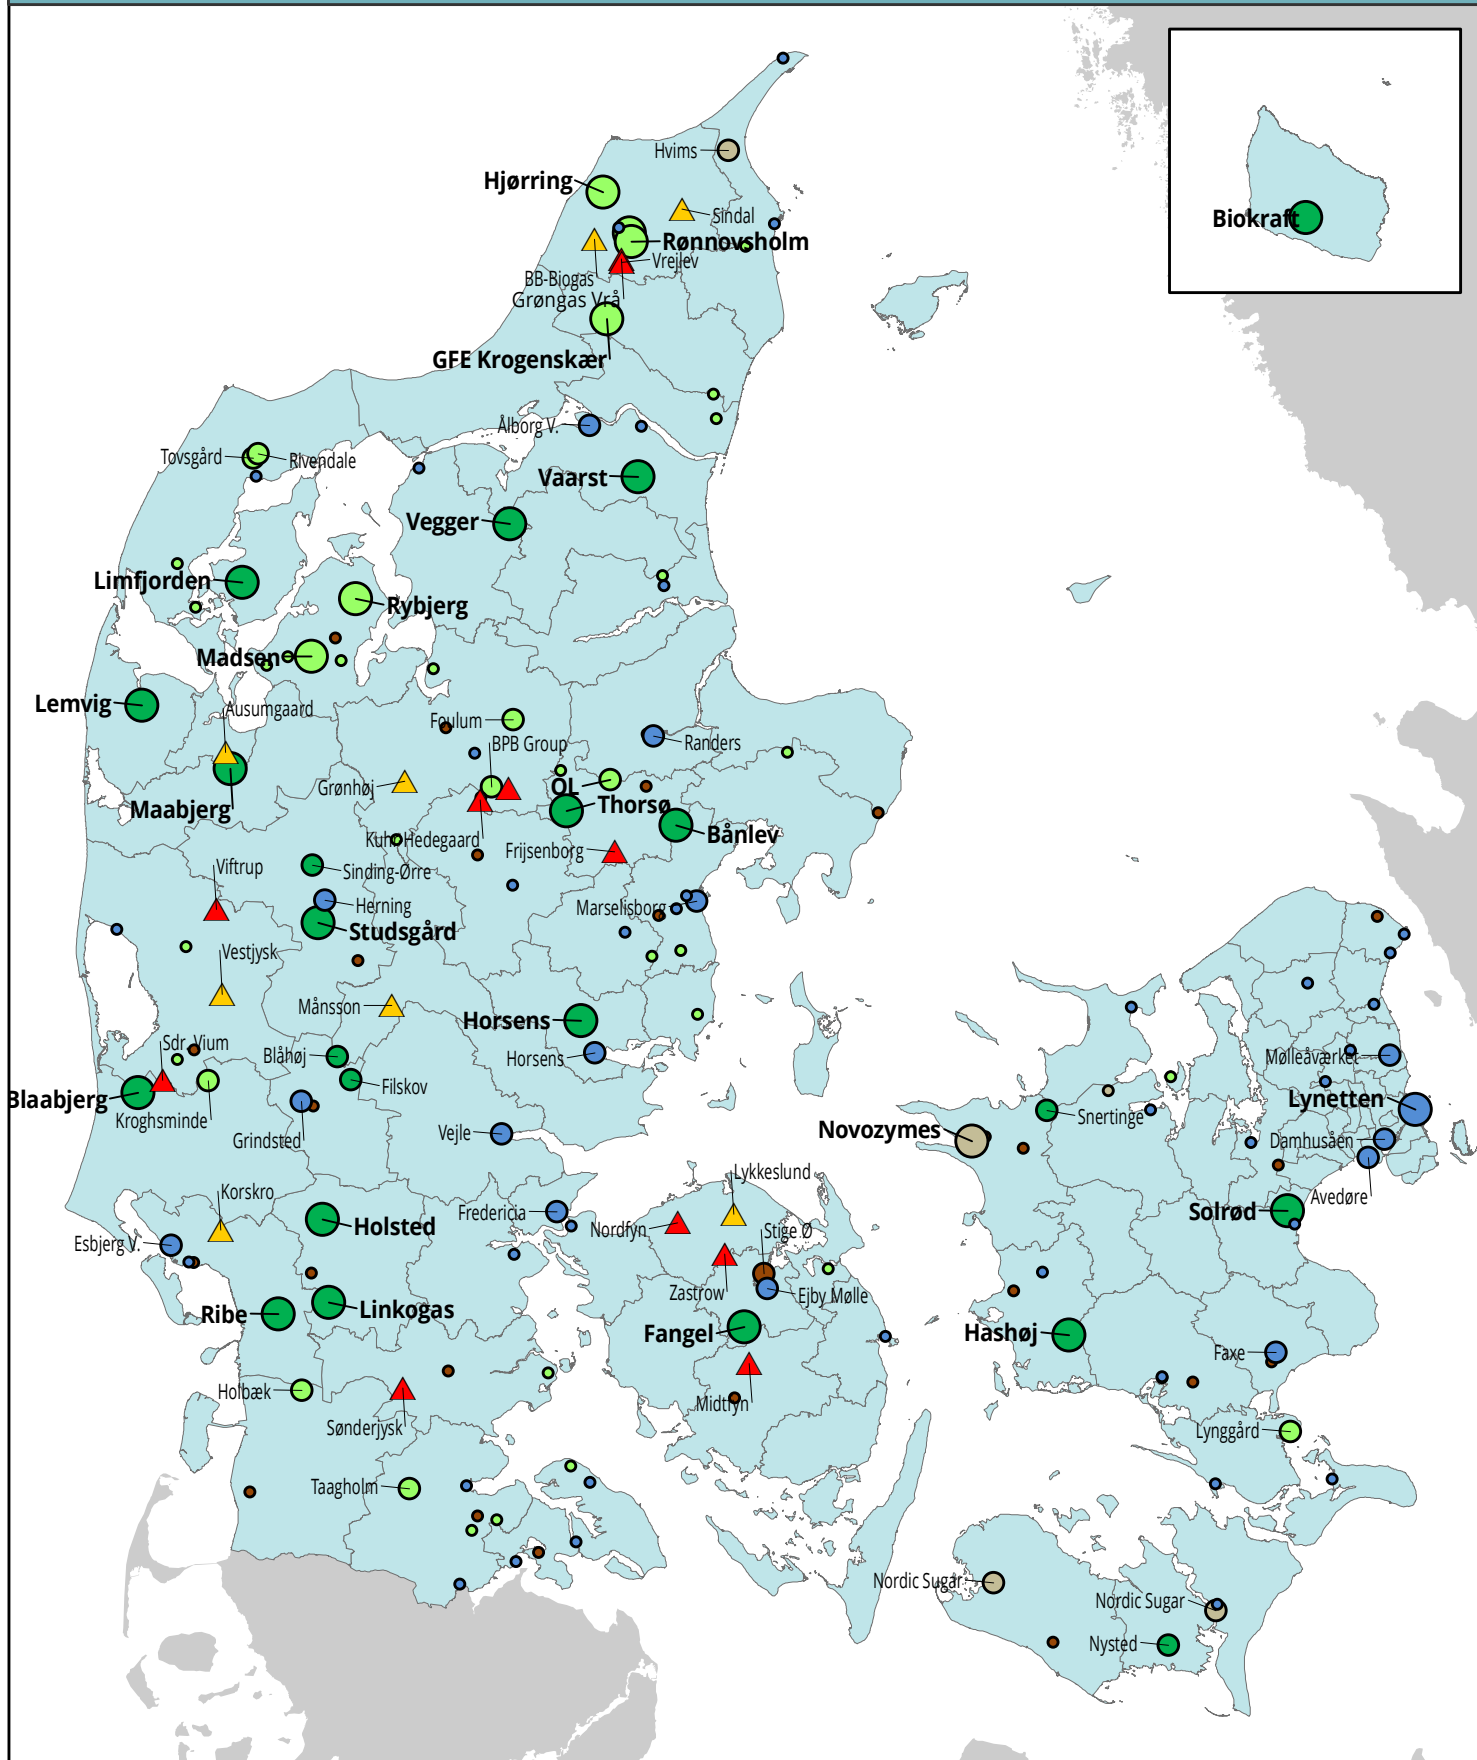 Hvims
Hjørring
Sindal
Biokraft
Rønnovsholm
Vrejlev
BB-Biogas
Grøngas Vrå
GFE Krogenskær
Ålborg V.
Tovsgård
Rivendale
Vaarst
Vegger
Limfjorden
Rybjerg
Madsen
Lemvig
Ausumgaard
Foulum
BPB Group
Randers
Grønhøj
ØL
Thorsø
Maabjerg
Bånlev
Kuhr Hedegaard
Frijsenborg
Viftrup
Sinding-Ørre
Herning
Marselisborg
Studsgård
Vestjysk
Månsson
Horsens
Sdr. Vium
Blåhøj
Horsens
Mølleåværket
Filskov
Blaabjerg
Kroghsminde
Grindsted
Vejle
Snertinge
Lynetten
Novozymes
Damhusåen
Lykkeslund
Korskro
Avedøre
Fredericia
Nordfyn
Stige Ø
Solrød
Holsted
Esbjerg V.
Zastrow
Ejby Mølle
Ribe
Linkogas
Fangel
Hashøj
Faxe
Holbæk
Midtfyn
Sønderjysk
Lynggård
Taagholm
Nordic Sugar
Nordic Sugar
Nysted